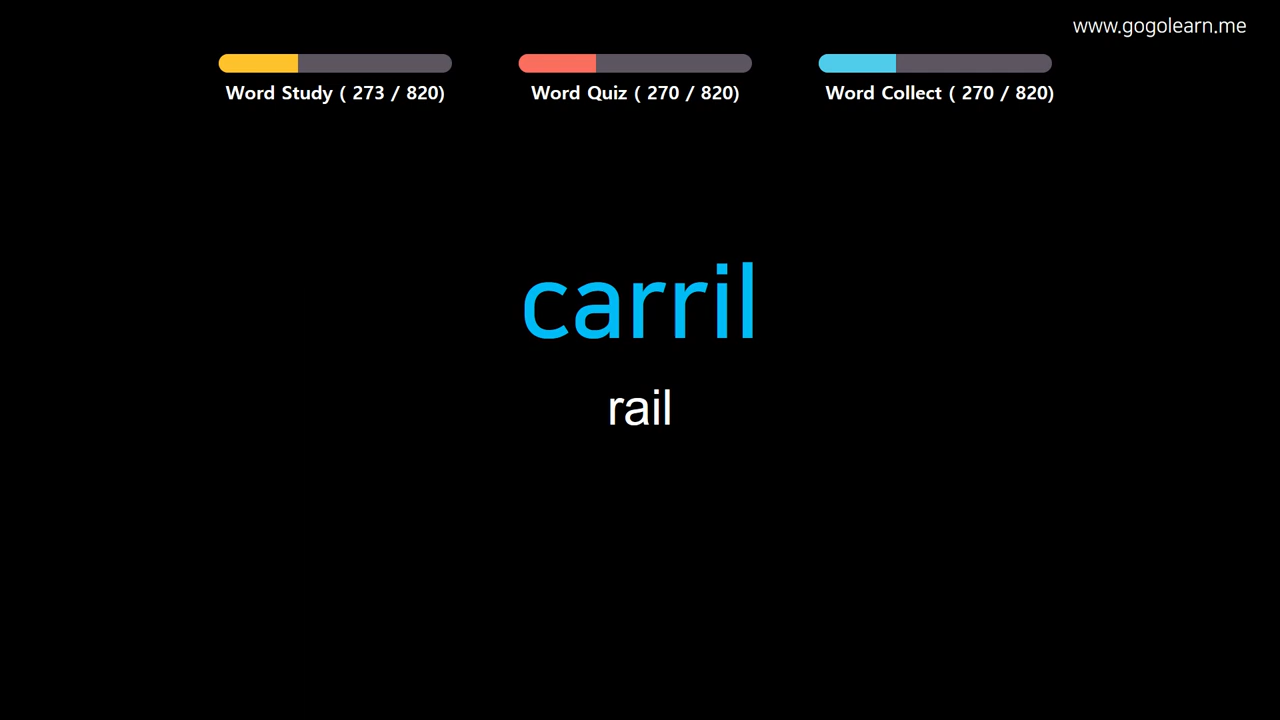 www.gogolearn.me
Word Study ( 273 / 820)
Word Quiz ( 270 / 820)
Word Collect ( 270 / 820)
carril
rail